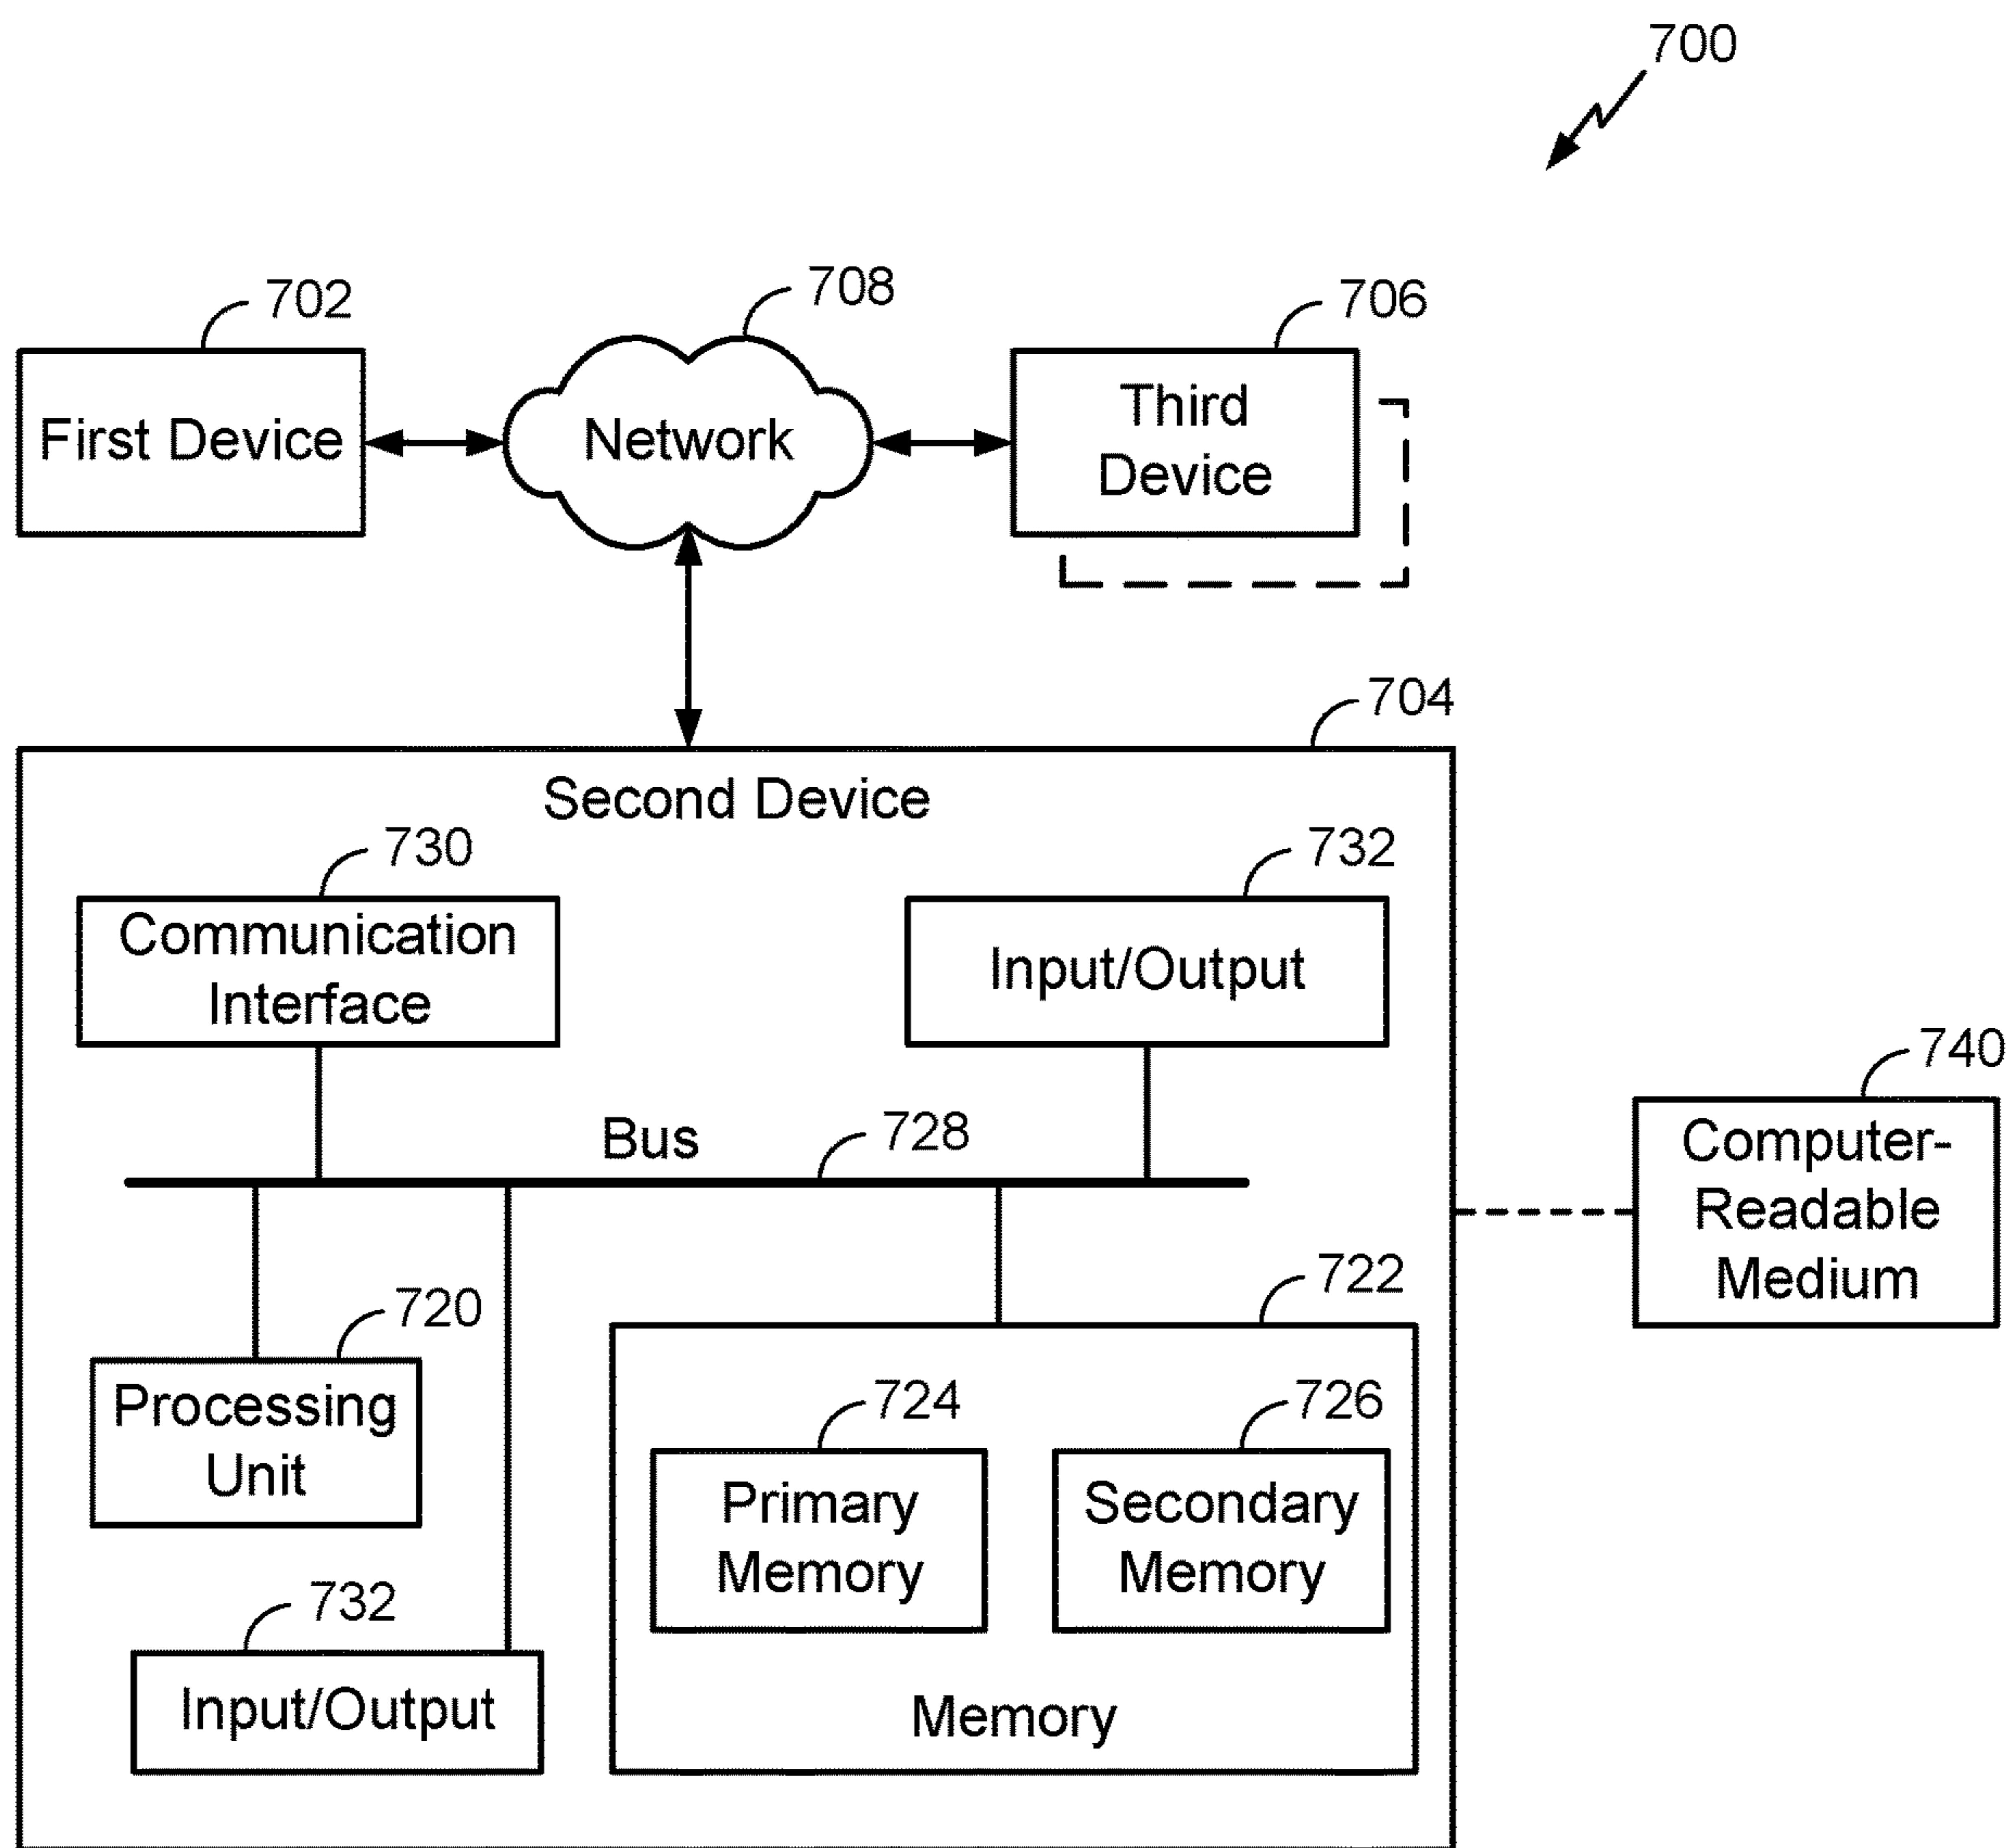 700
702
708
706
First Device
Network
Third
Device
704
Second Device
730
732
Communication
Interface
Input/Output
740
Computer-
Readable
Medium
Bus
728
722
720
Processing
Unit
724
726
Primary
Memory
Secondary
Memory
732
Input/Output
Memory